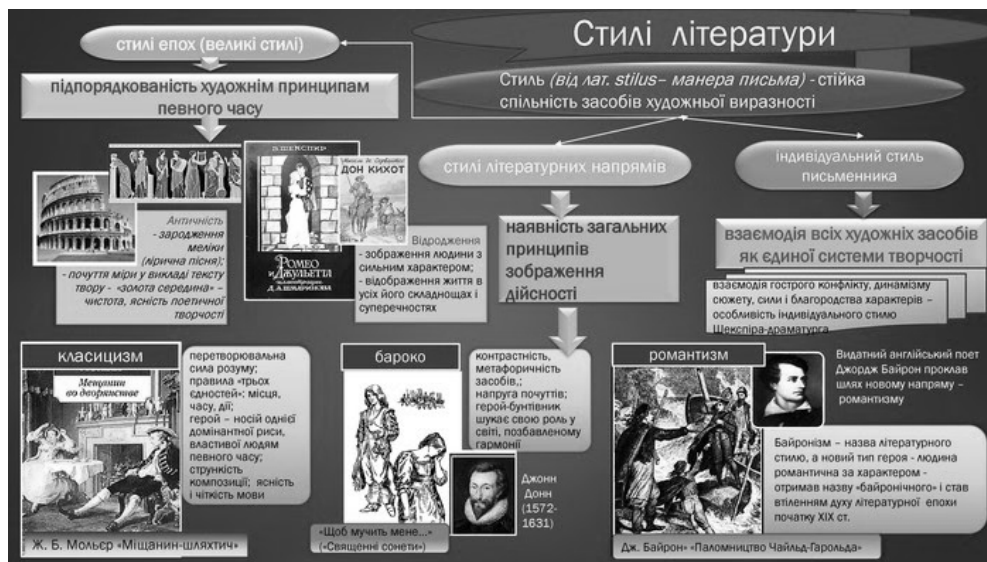 Стилі літератури
стилі епох (великі стилі)
Стиль (від лат. stilus– манера письма) - стійка
спільність засобів художньої виразності
підпорядкованість художнім принципам
певного часу
стилі літературних напрямів
індивідуальний стиль
письменника
В.ШЕКСПИР
ДОН КИХОТ
РОМЕО
И ДЖУЛЬЕТТА
Античність
- зародження
меліки
(лірична пісня);
- почуття міри у викладі тексту
твору - «золота середина» –
чистота, ясність поетичної
творчості
Відродження
- зображення людини з
сильним характером;
- відображення життя в
усіх його складнощах і
суперечностях
наявність загальних
принципів
зображення
дійсності
взаємодія всіх художніх засобів
як єдиної системи творчості
взаємодія гострого конфлікту, динамізму
сюжету, сили і благородства характерів –
особливість індивідуального стилю
Шекспіра-драматурга
класицизм
Мещанин
во дворянстве
перетворювальна
сила розуму;
правила «трьох
єдностей»: місця,
часу, дії;
герой – носій однієї
домінантної риси,
властивої людям
певного часу;
стрункість
композиції; ясність
і чіткість мови
Ж. Б. Мольєр «Міщанин-шляхтич»
бароко
контрастність,
метафоричність
засобів,;
напруга почуттів;
герой-бунтівник
шукає свою роль у
світі, позбавленому
гармонії
Джонн
Донн
(1572-
1631)
«Щоб мучить мене...»
(«Священні сонети»)
романтизм
Видатний англійський поет
Джордж Байрон проклав
шлях новому напряму –
романтизму
Байронізм – назва літературного
стилю, а новий тип героя - людина
романтична за характером -
отримав назву «байронічного» і став
втіленням духу літературної епохи
початку XIX ст.
Дж. Байрон» «Паломництво Чайльд-Гарольда»